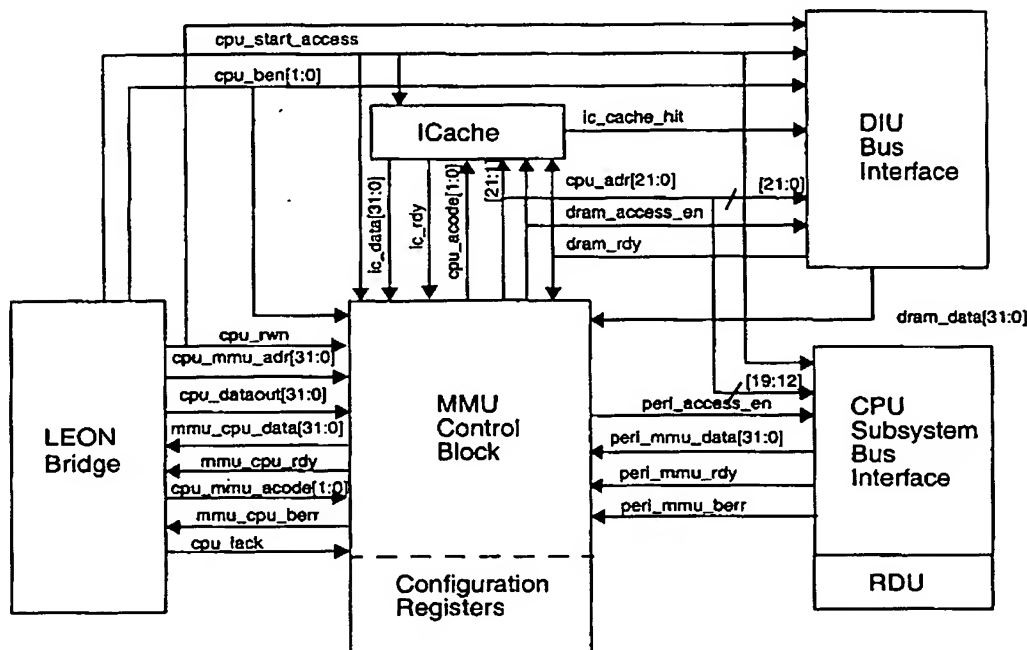 cpu_start_access
cpu_ben[1:0]
ICache
ic_cache_hit
DIU
Bus
Interface
ic_data[31:0]
ic_rdy
cpu_acode[1:0]
[21:1]
cpu_adr[21:0]
[21:0]
dram_access_en
dram_rdy
dram_data[31:0]
LEON
Bridge
cpu_rwn
cpu_mmu_adr[31:0]
cpu_dataout[31:0]
mmu_cpu_data[31:0]
mmu_cpu_rdy
cpu_mmu_acode[1:0]
mmu_cpu_berr
cpu_iack
MMU
Control
Block
Configuration
Registers
[19:12]
peri_access_en
peri_mmu_data[31:0]
peri_mmu_rdy
peri_mmu_berr
CPU
Subsystem
Bus
Interface
RDU